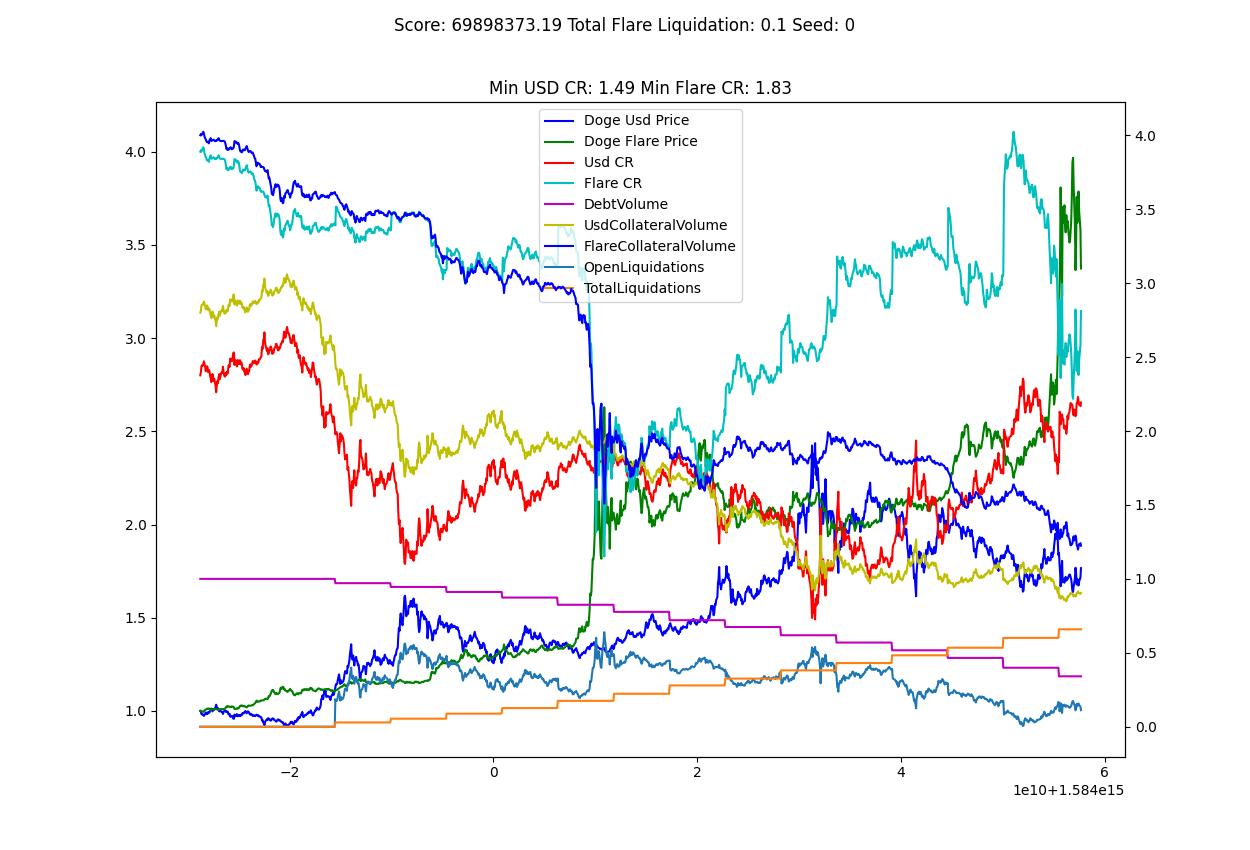 Score: 69898373.19 Total Flare Liquidation: 0.1 Seed: 0
Min USD CR: 1.49 Min Flare CR: 1.83
Doge Usd Price
Doge Flare Price
Usd CR
Flare CR
DebtVolume
UsdCollateralVolume
FlareCollateralVolume
OpenLiquidations
TotalLiquidations
4.0
3.5
3.0
2.5
2.0
1.5
1.0
4.0
3.5
3.0
2.5
2.0
1.5
1.0
0.5
0.0
−2 0 2 4 6
1e10+1.584e15